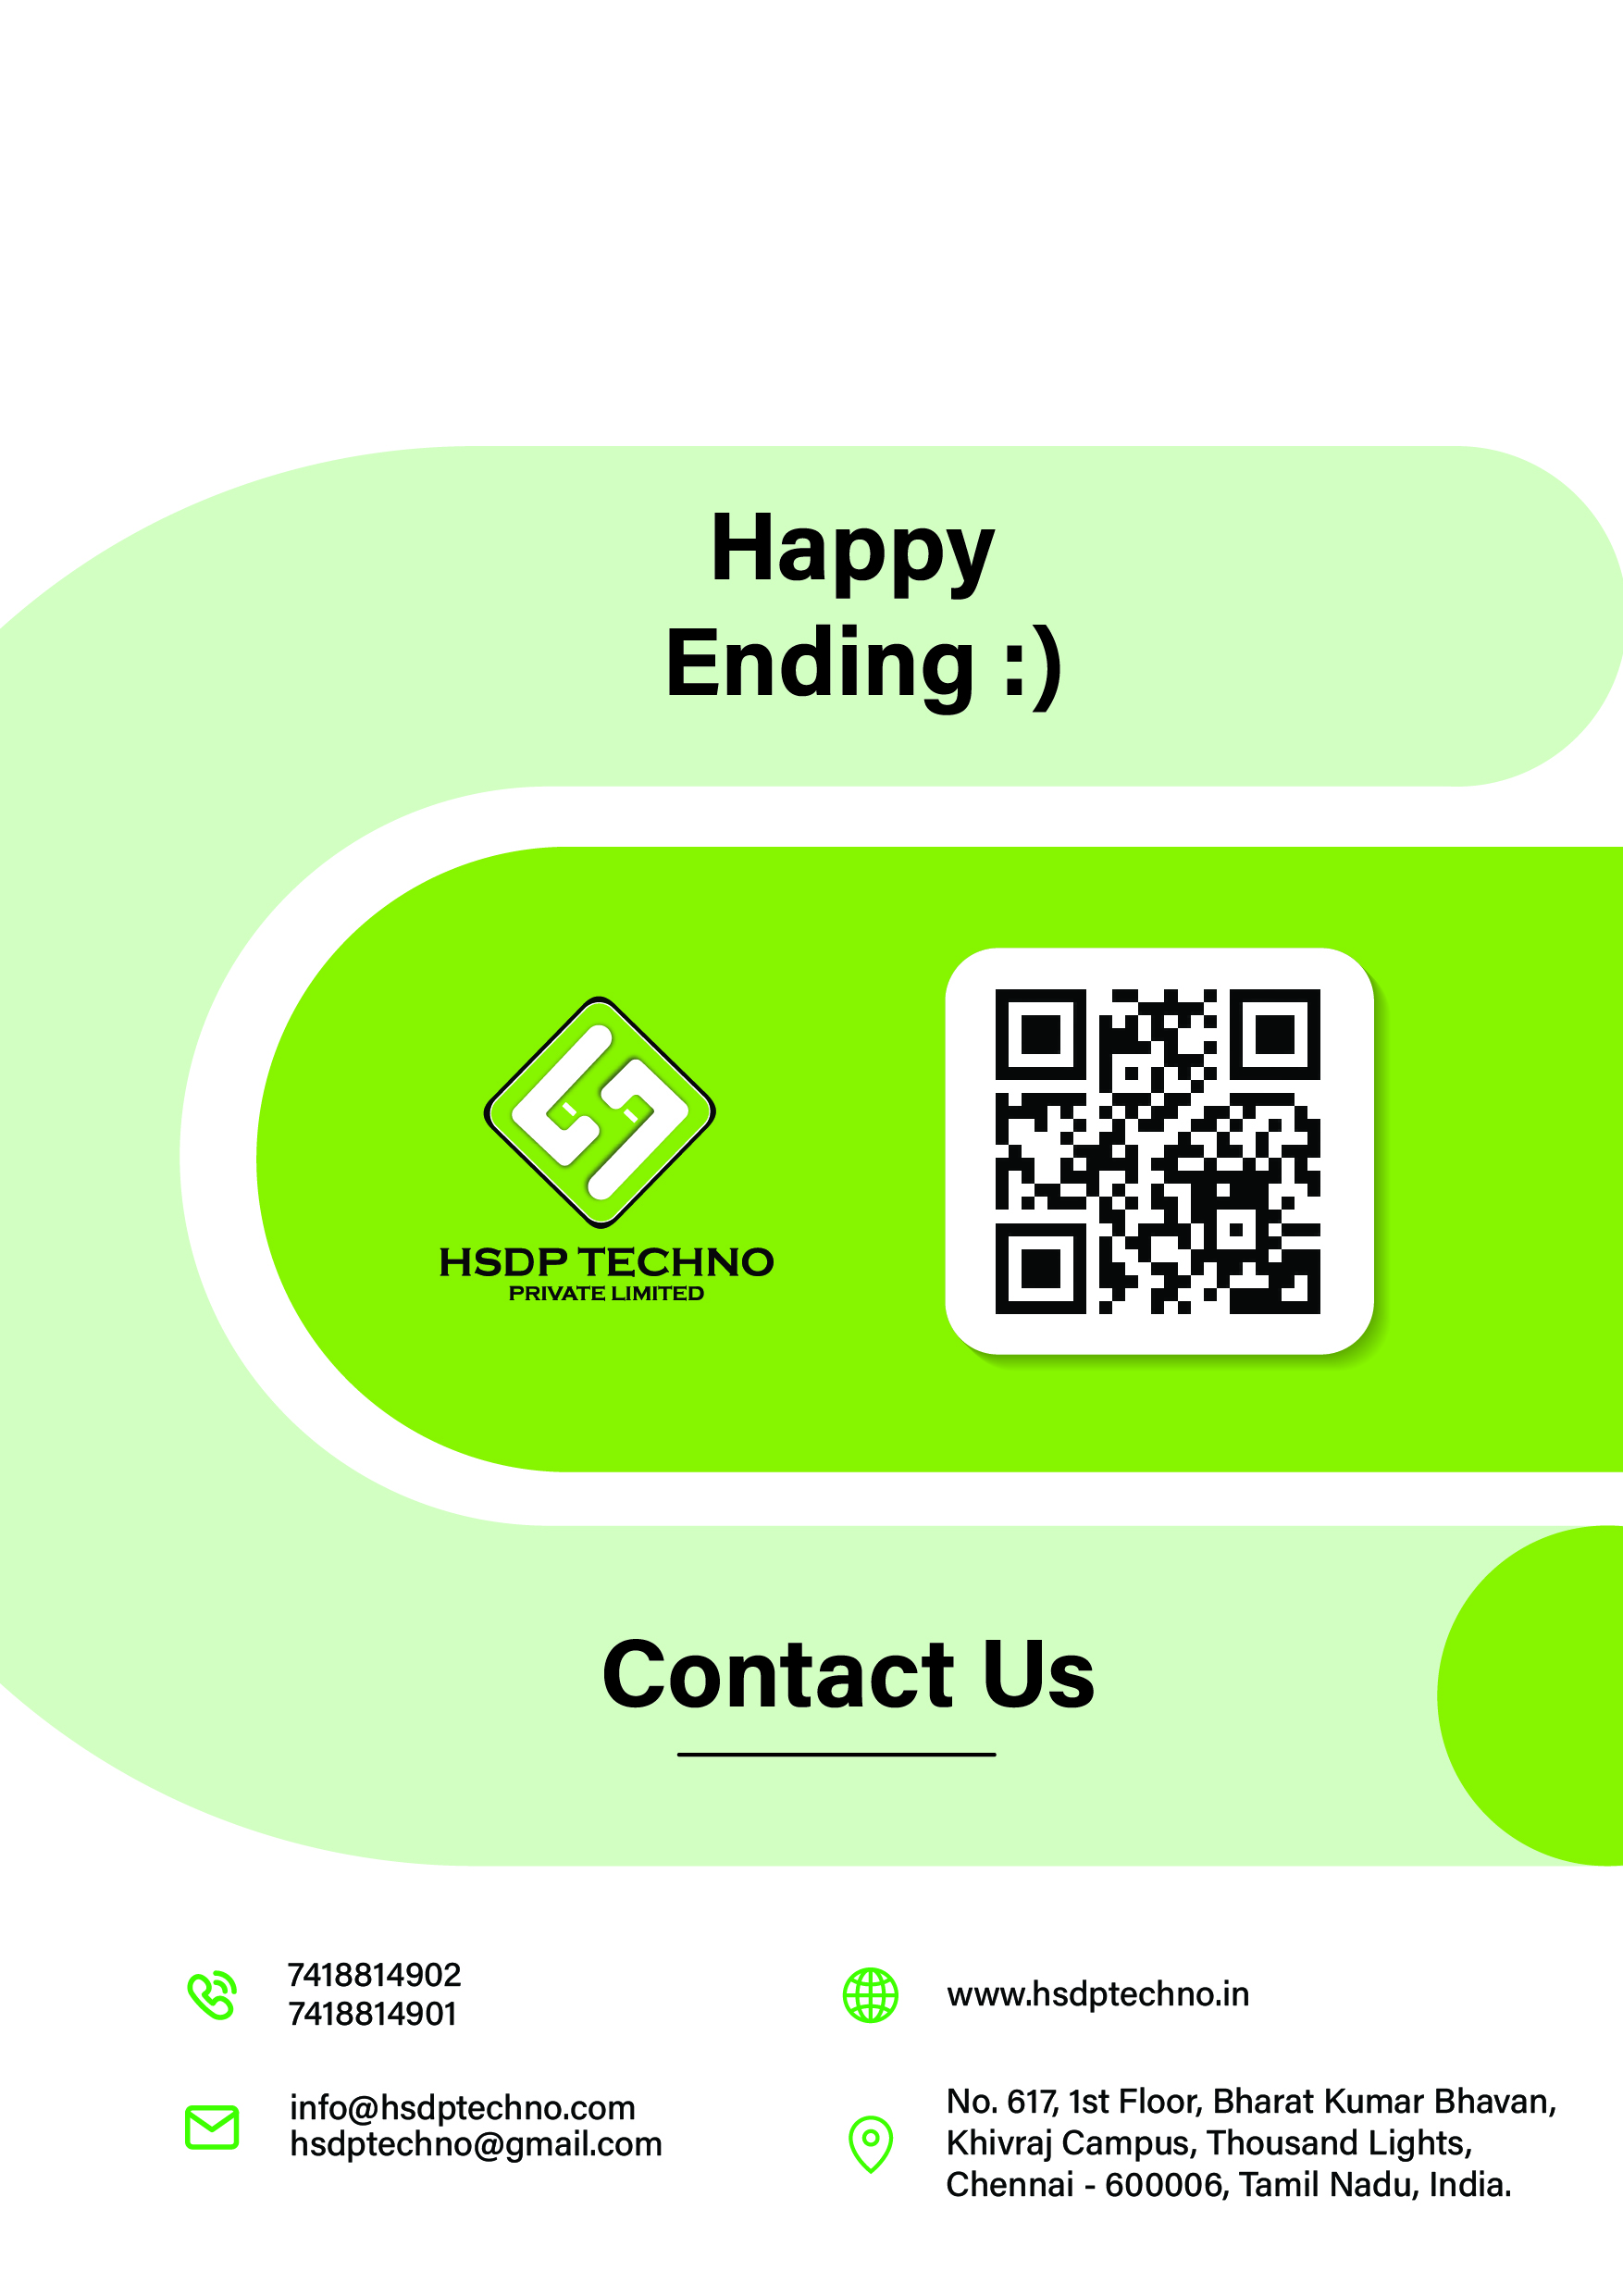 Happy
Ending :)
HSDP TECHNO
PRIVATE LIMITED
Contact Us
7418814902
7418814901
www.hsdptechno.in
info@hsdptechno.com
hsdptechno@gmail.com
No. 617, 1st Floor, Bharat Kumar Bhavan,
Khivraj Campus, Thousand Lights,
Chennai - 600006, Tamil Nadu, India.